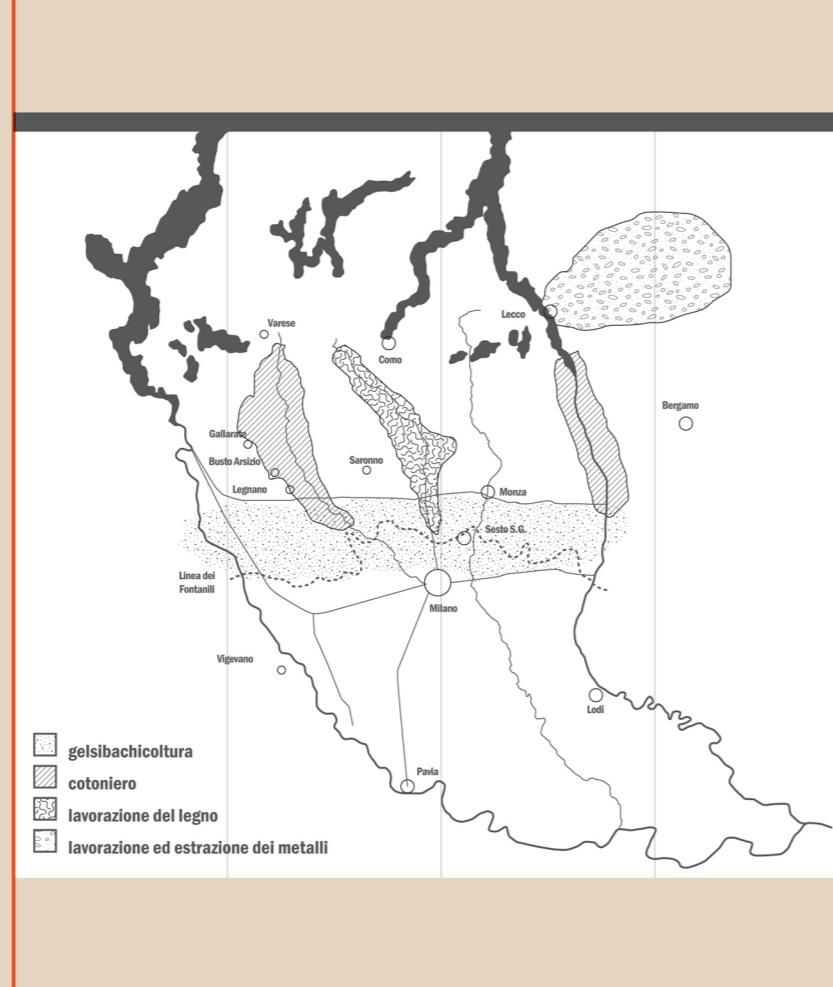 Lecco
Varese
Como
Bergamo
Gallarate
Busto Arsizio
Saronno
Legnano
Monza
Sesto S.G.
Linea dei
Fontanili
Milano
Vigevano
Lodi
Pavia
gelsibachicoltura
cotoniero
lavorazione del legno
lavorazione ed estrazione dei metalli